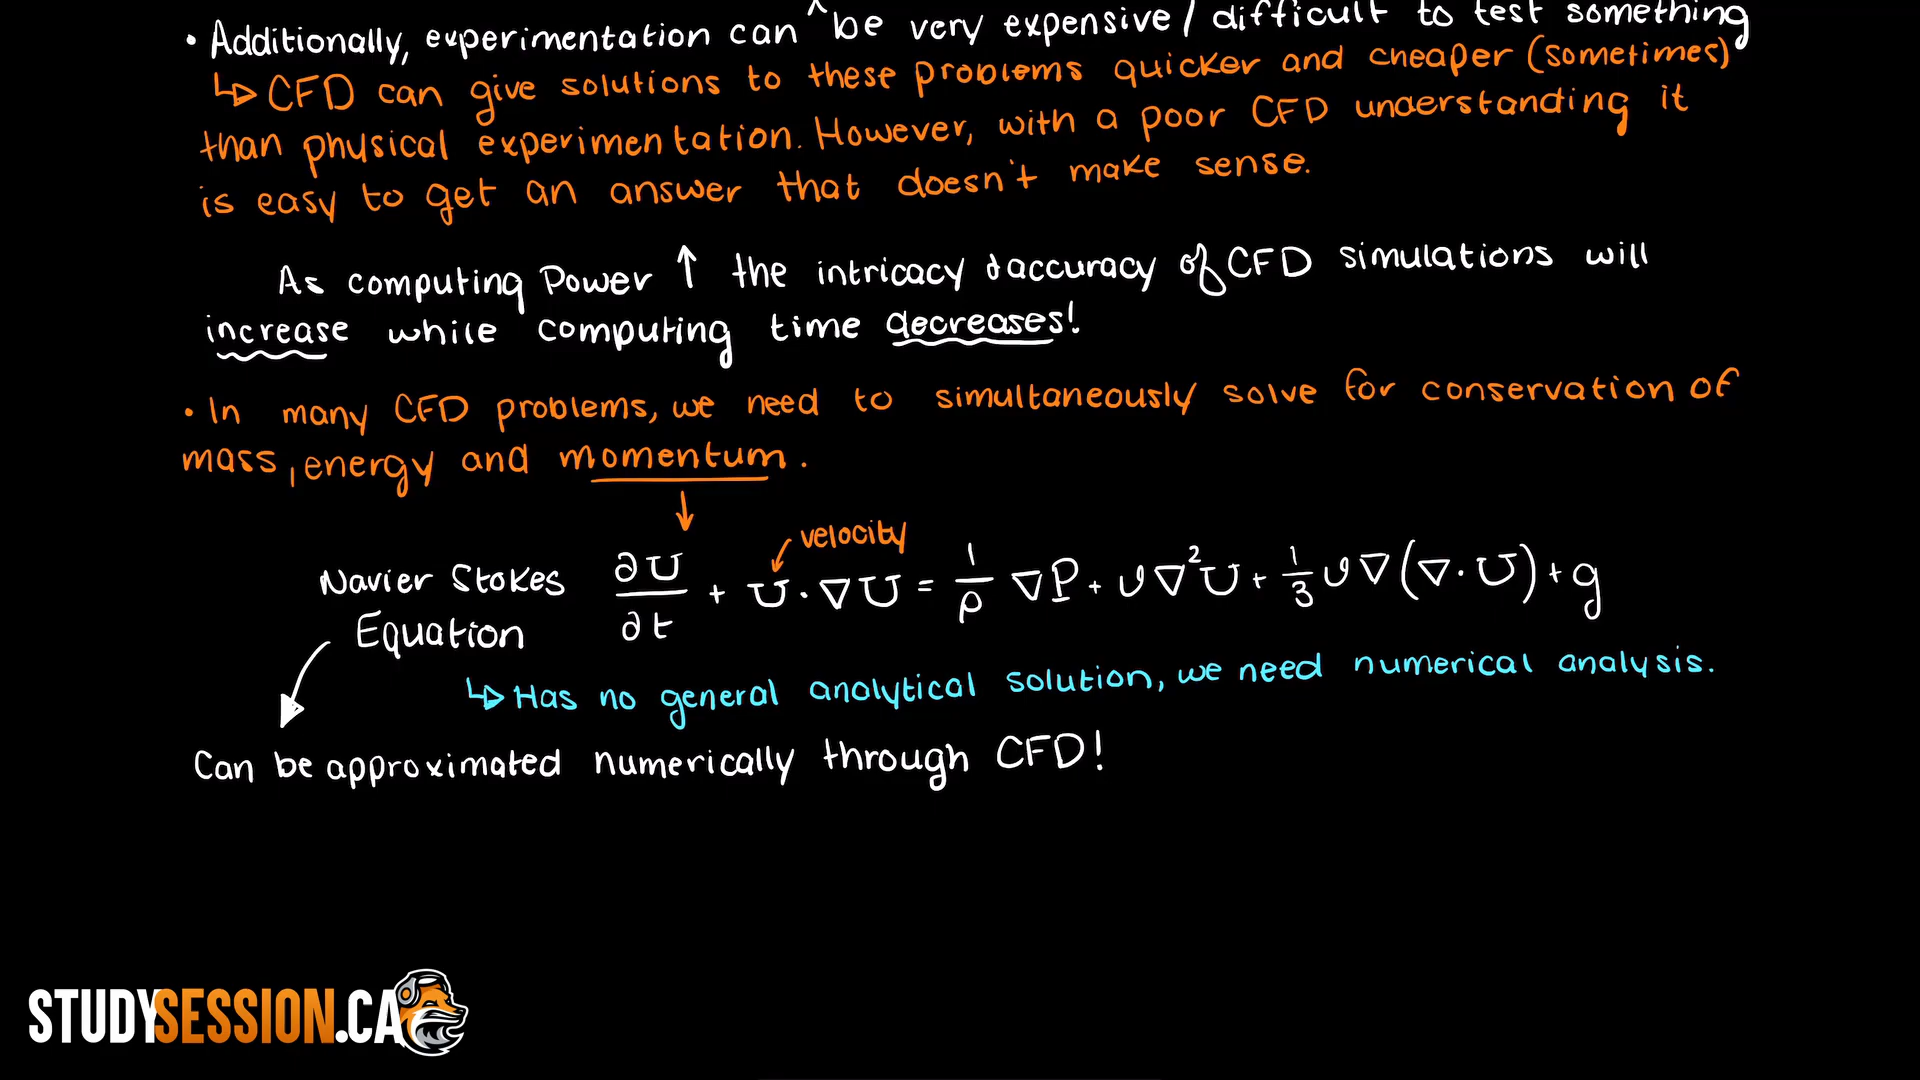 • Additionally, experimentation can ^ be very expensive / difficult to test something
↳ CFD can give solutions to these problems quicker and cheaper (sometimes)
than physical experimentation. However, with a poor CFD understanding it
is easy to get an answer that doesn't make sense.
As computing Power ↑ the intricacy & accuracy of CFD simulations will
increase while computing time decreases!
• In many CFD problems, we need to simultaneously solve for conservation of
mass, energy and momentum.
velocity
Navier Stokes Equation ∂U/∂t + U · ∇U = 1/ρ ∇P + υ∇²U + 1/3 υ∇(∇ · U) + g
↳ Has no general analytical solution, we need numerical analysis.
Can be approximated numerically through CFD!
STUDYSESSION.CA